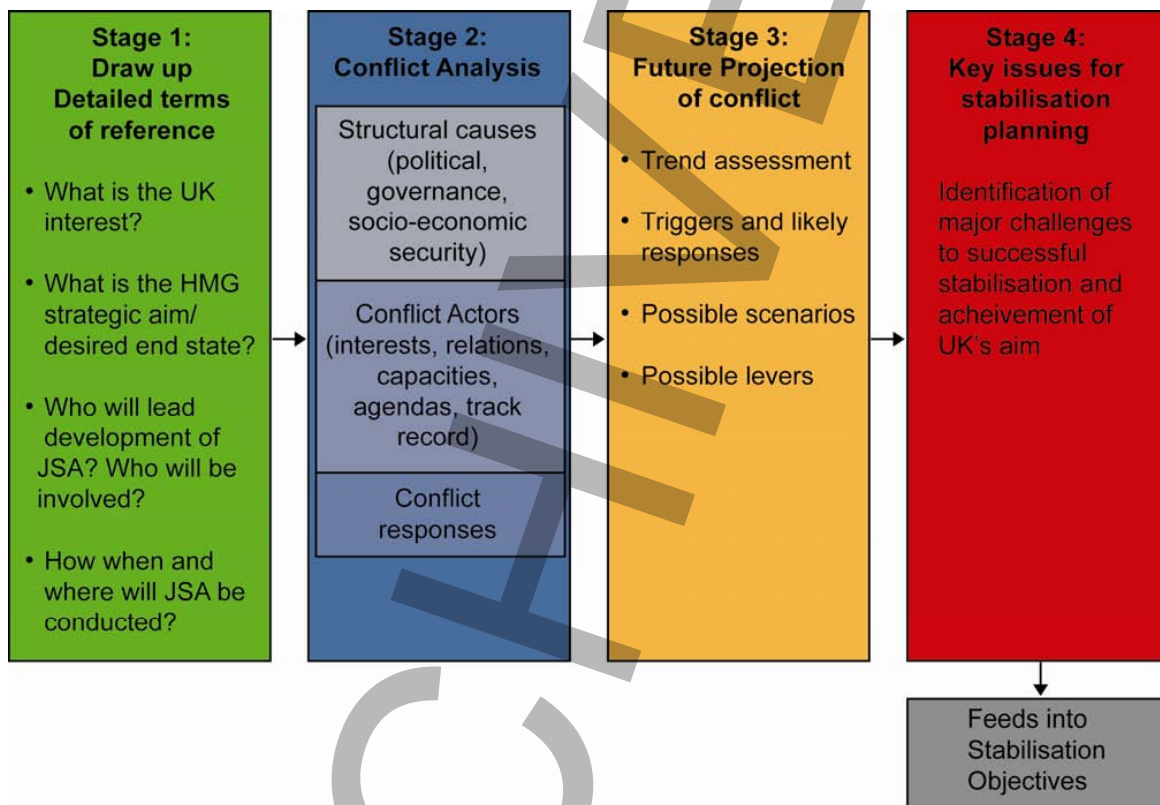 Stage 1:
Draw up
Detailed terms
of reference
• What is the UK
interest?
• What is the HMG
strategic aim/
desired end state?
• Who will lead
development of
JSA? Who will be
involved?
• How when and
where will JSA be
conducted?
Stage 2:
Conflict Analysis
Structural causes
(political,
governance,
socio-economic
security)
Conflict Actors
(interests, relations,
capacities,
agendas, track
record)
Conflict
responses
Stage 3:
Future Projection
of conflict
• Trend assessment
• Triggers and likely
responses
• Possible scenarios
• Possible levers
Stage 4:
Key issues for
stabilisation
planning
Identification of
major challenges
to successful
stabilisation and
acheivement of
UK's aim
Feeds into
Stabilisation
Objectives